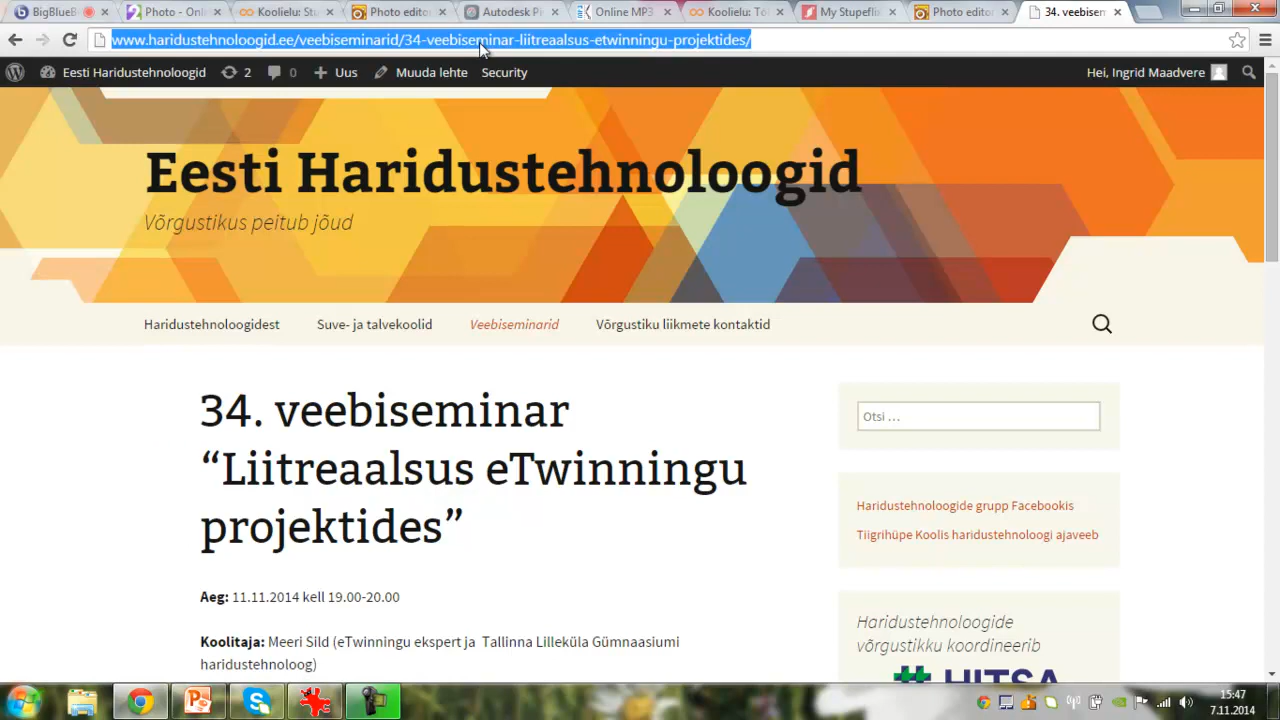 BigBlueB
Photo - Onl
Koolielu: Stu
Photo editor
Autodesk Pi
Online MP3
Koolielu: Tö
My Stupeflix
Photo editor
34. veebisem
www.haridustehnoloogid.ee/veebiseminarid/34-veebiseminar-liitreaalsus-etwinningu-projektides/
Eesti Haridustehnoloogid 2 0 Uus Muuda lehte Security Hei, Ingrid Maadvere
Eesti Haridustehnoloogid
Võrgustikus peitub jõud
Haridustehnoloogidest Suve- ja talvekoolid Veebiseminarid Võrgustiku liikmete kontaktid
34. veebiseminar
“Liitreaalsus eTwinningu
projektides”
Aeg: 11.11.2014 kell 19.00-20.00
Koolitaja: Meeri Sild (eTwinningu ekspert ja Tallinna Lilleküla Gümnaasiumi
haridustehnoloog)
Otsi …
Haridustehnoloogide grupp Facebookis
Tiigrihüpe Koolis haridustehnoloogi ajaveeb
Haridustehnoloogide
võrgustikku koordineerib
HITSA
15:47
7.11.2014